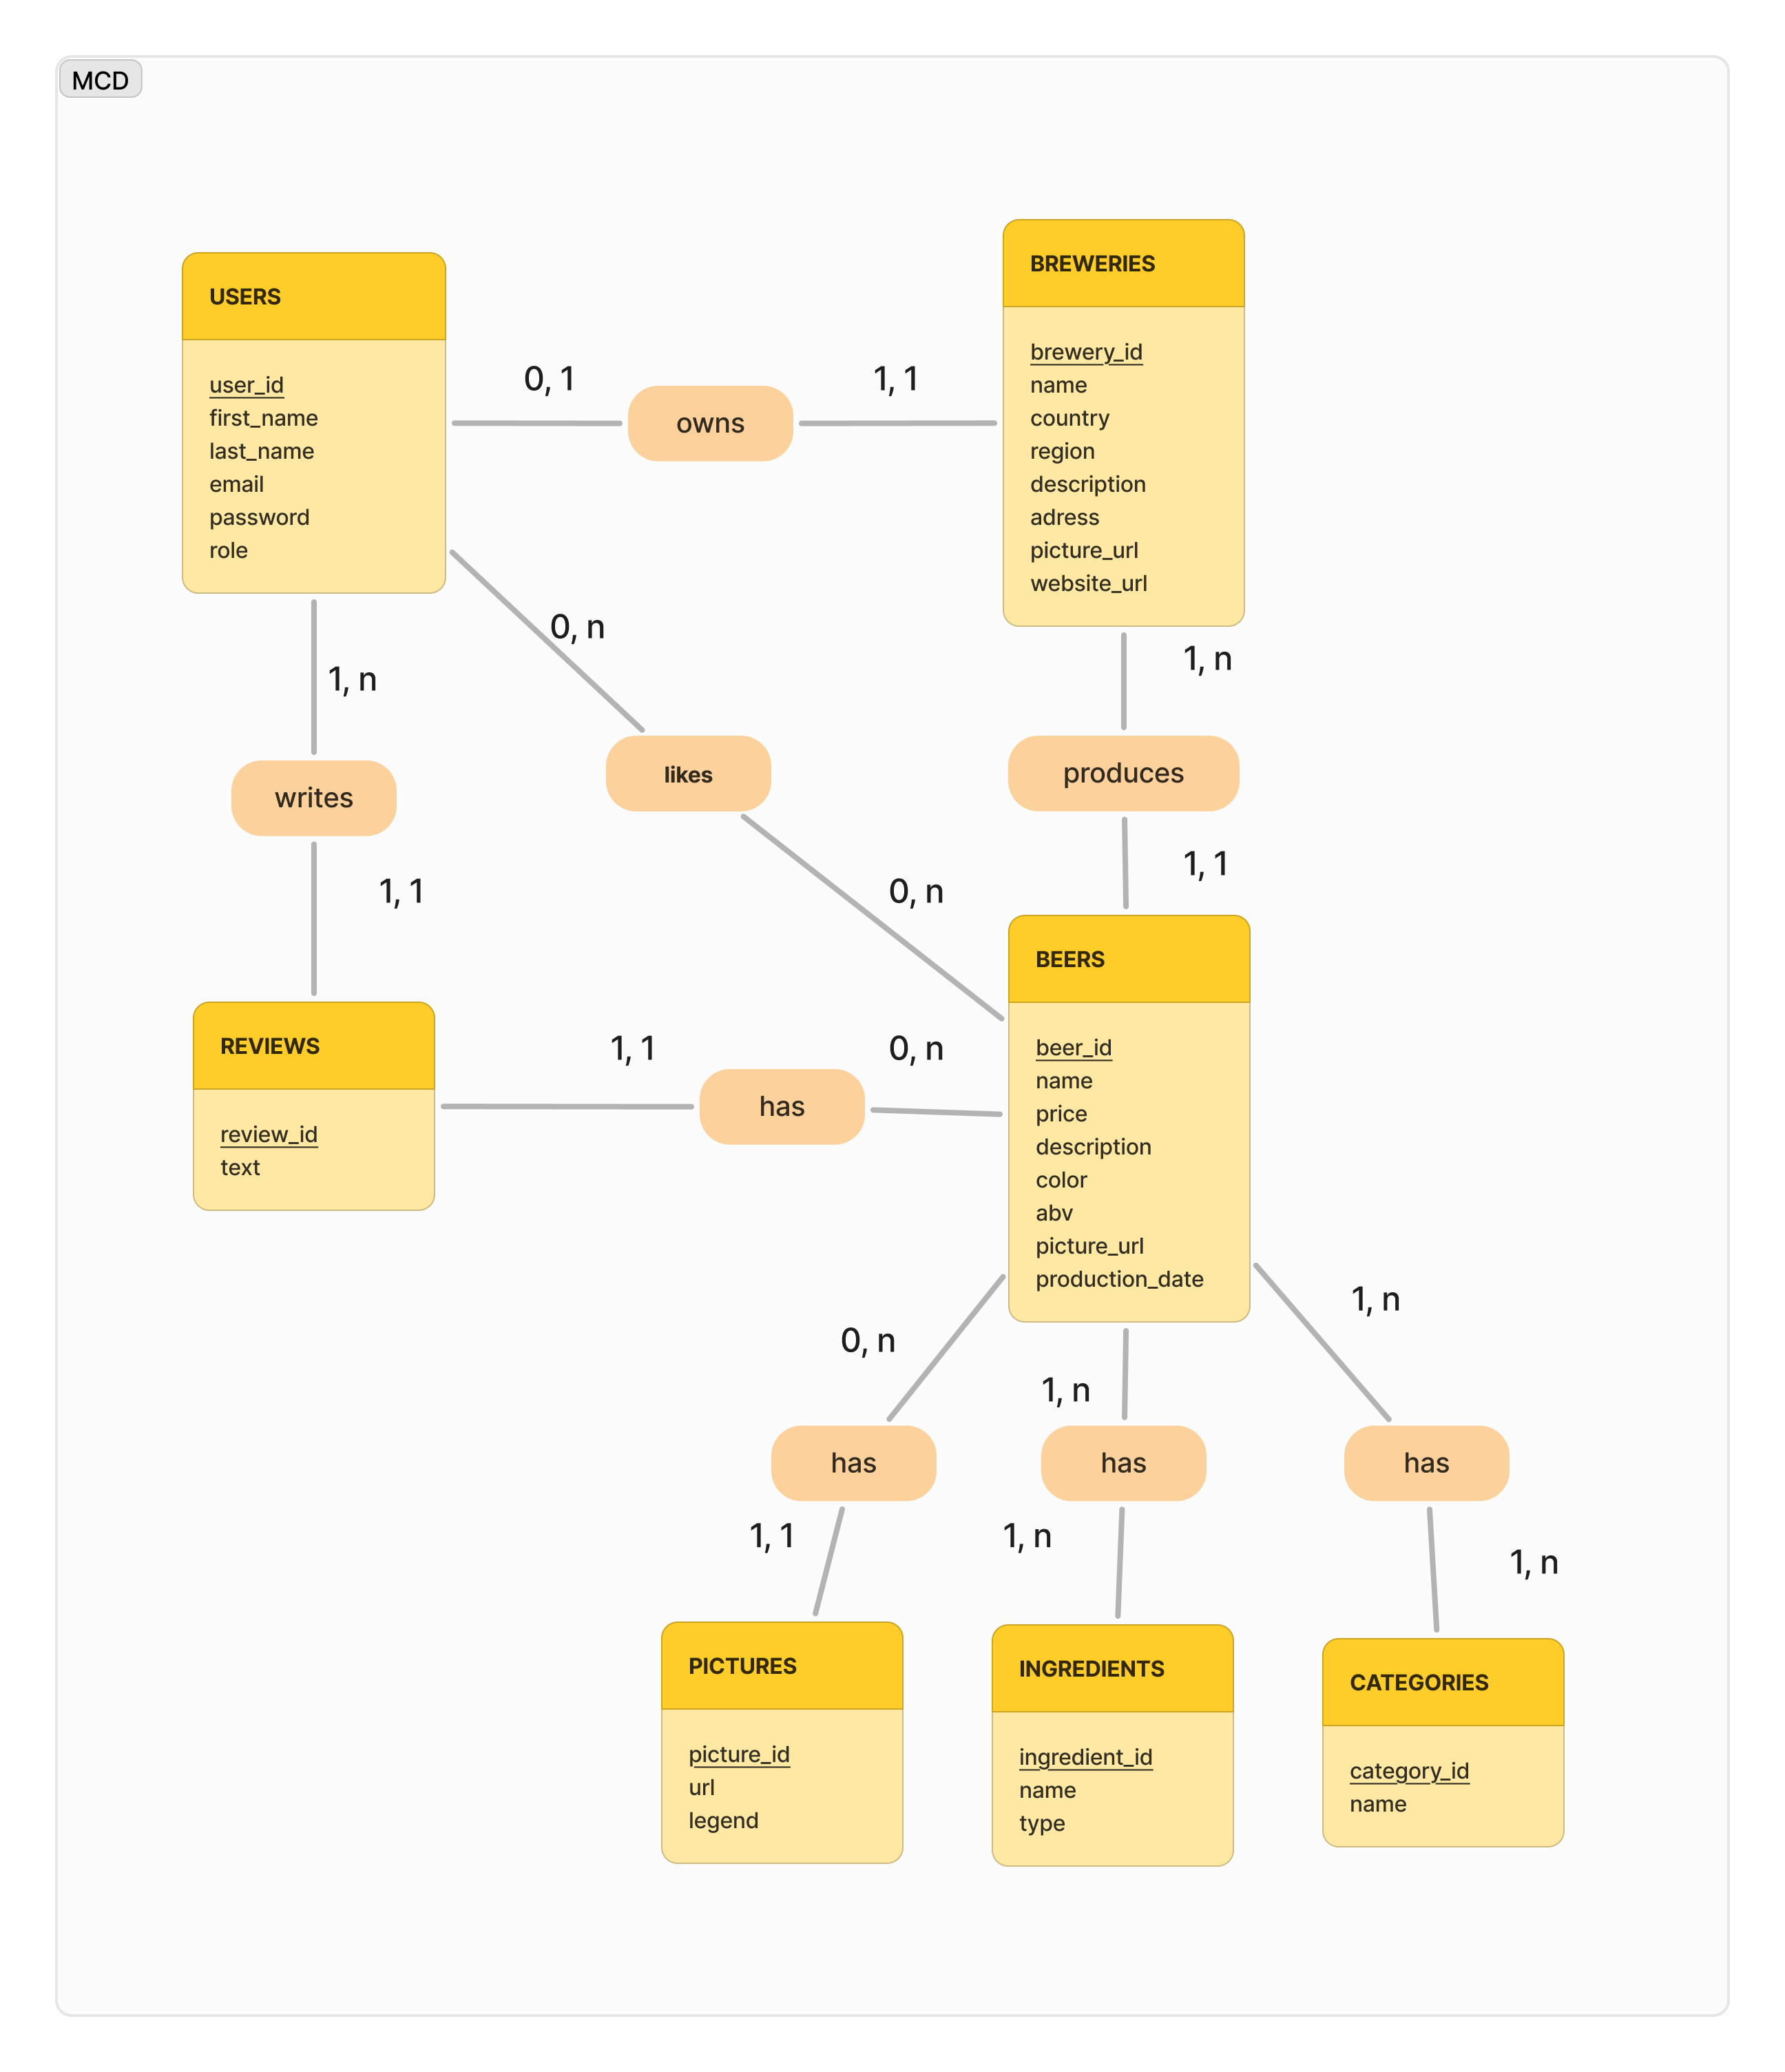 MCD
USERS
user_id
first_name
last_name
email
password
role
0, 1
owns
1, 1
BREWERIES
brewery_id
name
country
region
description
adress
picture_url
website_url
1, n
writes
1, 1
0, n
likes
0, n
1, n
produces
1, 1
REVIEWS
review_id
text
1, 1
has
0, n
BEERS
beer_id
name
price
description
color
abv
picture_url
production_date
0, n
has
1, 1
1, n
has
1, n
1, n
has
1, n
PICTURES
picture_id
url
legend
INGREDIENTS
ingredient_id
name
type
CATEGORIES
category_id
name